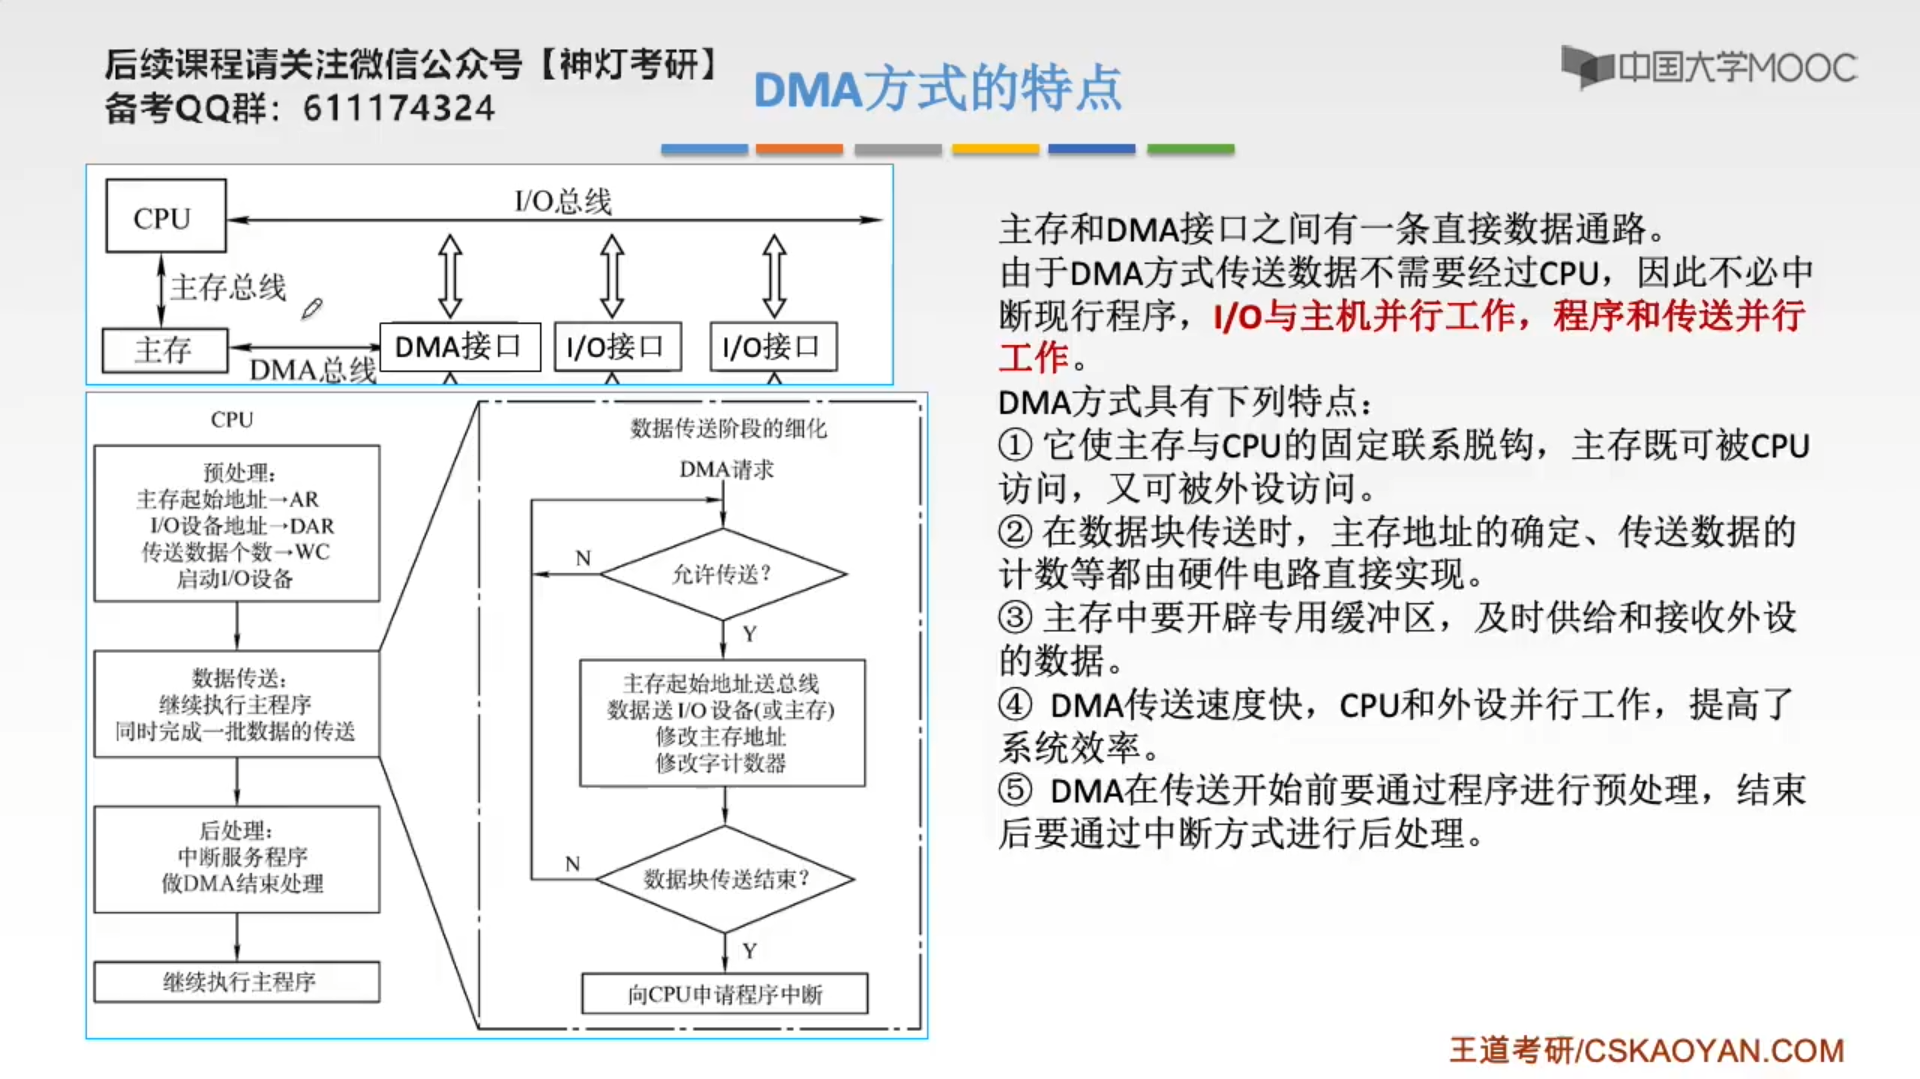 后续课程请关注微信公众号【神灯考研】
备考QQ群：611174324
DMA方式的特点
中国大学MOOC
CPU
I/O总线
主存总线
主存
DMA总线
DMA接口
I/O接口
I/O接口
CPU
预处理：
主存起始地址→AR
I/O设备地址→DAR
传送数据个数→WC
启动I/O设备
数据传送：
继续执行主程序
同时完成一批数据的传送
后处理：
中断服务程序
做DMA结束处理
继续执行主程序
数据传送阶段的细化
DMA请求
允许传送？
N
Y
主存起始地址送总线
数据送I/O设备(或主存)
修改主存地址
修改字计数器
数据块传送结束？
N
Y
向CPU申请程序中断
主存和DMA接口之间有一条直接数据通路。
由于DMA方式传送数据不需要经过CPU，因此不必中
断现行程序，I/O与主机并行工作，程序和传送并行
工作。
DMA方式具有下列特点：
① 它使主存与CPU的固定联系脱钩，主存既可被CPU
访问，又可被外设访问。
② 在数据块传送时，主存地址的确定、传送数据的
计数等都由硬件电路直接实现。
③ 主存中要开辟专用缓冲区，及时供给和接收外设
的数据。
④ DMA传送速度快，CPU和外设并行工作，提高了
系统效率。
⑤ DMA在传送开始前要通过程序进行预处理，结束
后要通过中断方式进行后处理。
王道考研/CSKAOYAN.COM